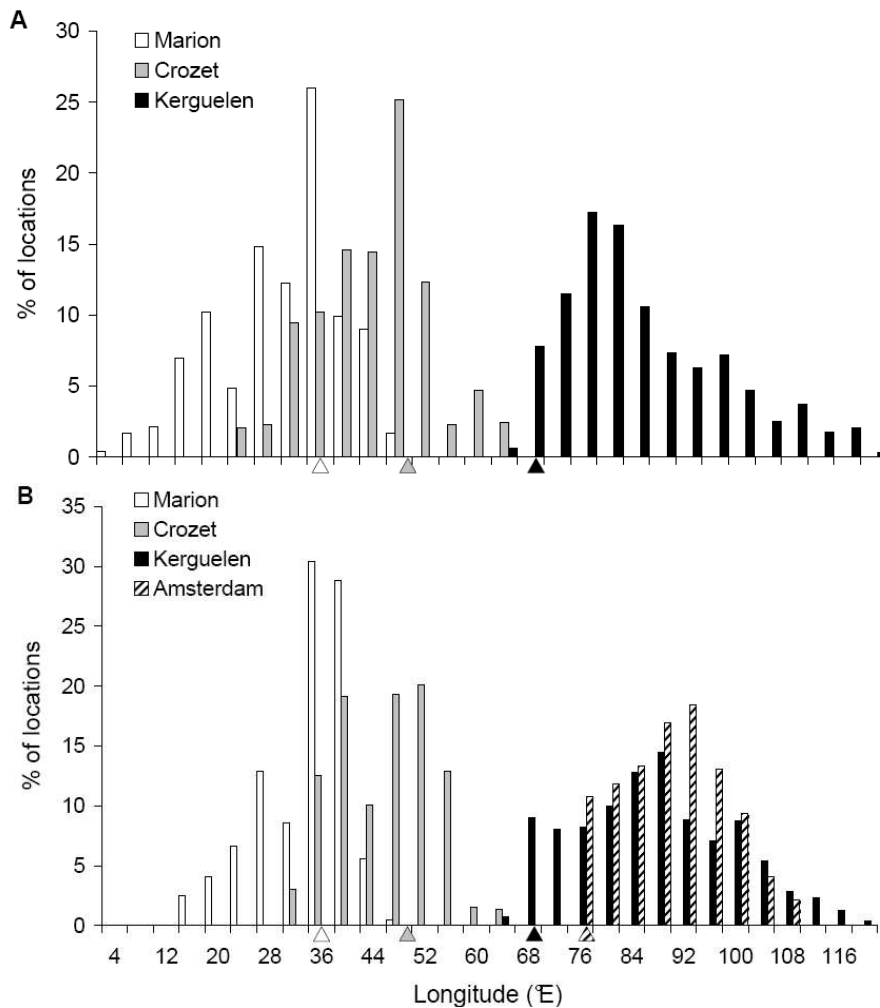 A
30
25
20
15
10
5
0
% of locations
Marion
Crozet
Kerguelen
B
35
30
25
20
15
10
5
0
% of locations
Marion
Crozet
Kerguelen
Amsterdam
4 12 20 28 36 44 52 60 68 76 84 92 100 108
Longitude (°E)